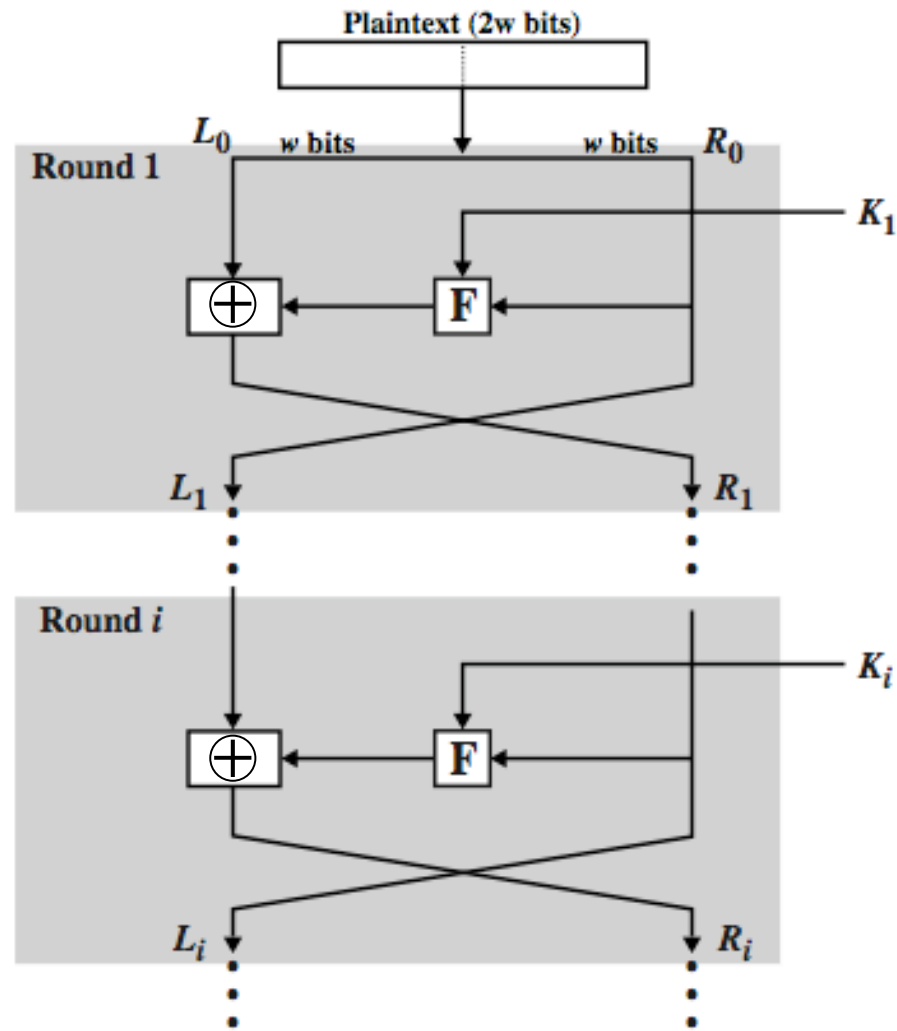 Plaintext (2w bits)
L₀ w bits w bits R₀
Round 1
K₁
F
L₁ R₁
Round i
Kᵢ
F
Lᵢ Rᵢ